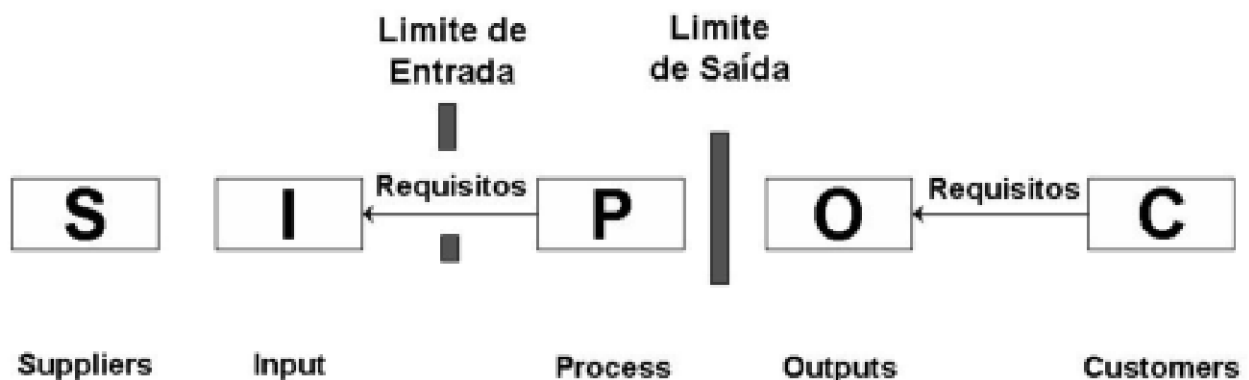 Limite de
Entrada
Limite
de Saída
S
I
Requisitos
P
O
Requisitos
C
Suppliers
Input
Process
Outputs
Customers